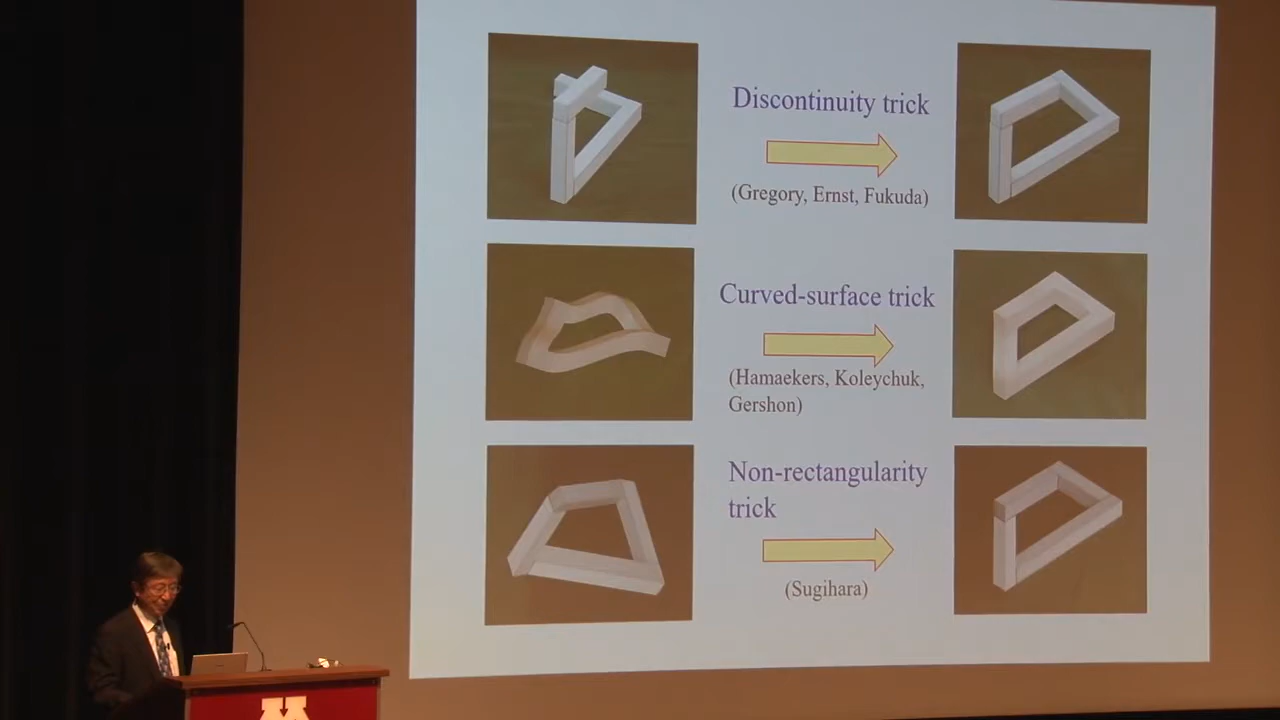 Discontinuity trick
(Gregory, Ernst, Fukuda)
Curved-surface trick
(Hamaekers, Koleychuk,
Gershon)
Non-rectangularity
trick
(Sugihara)
M